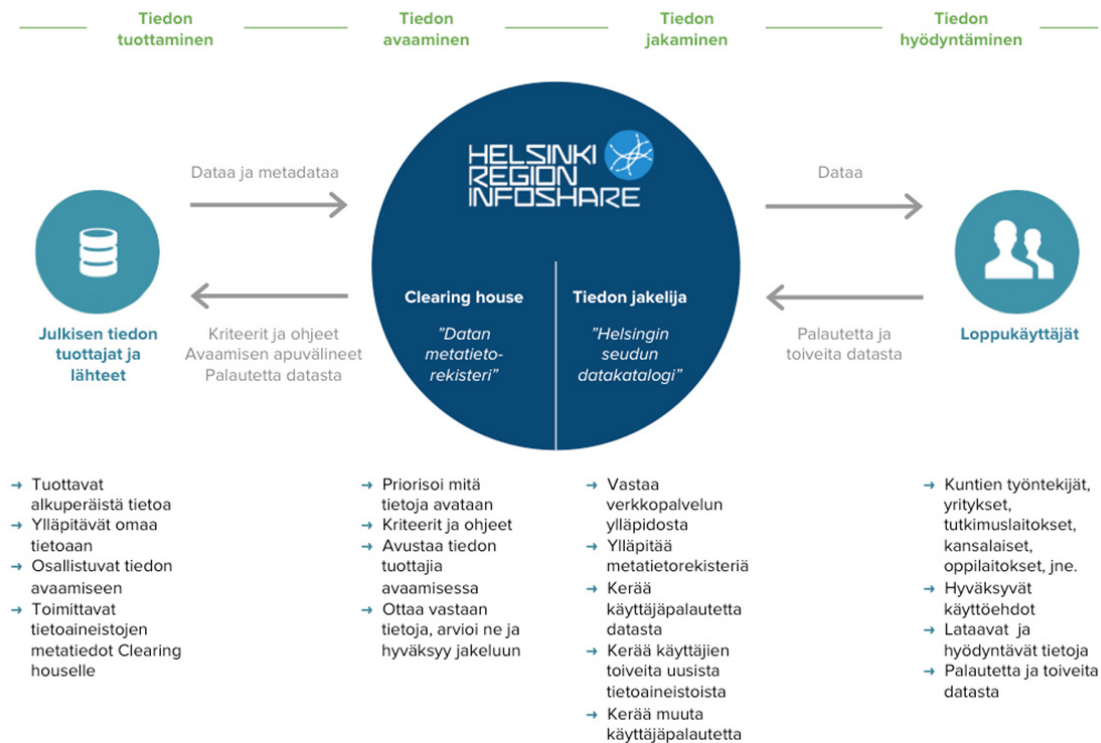 Tiedon
tuottaminen
Tiedon
avaaminen
Tiedon
jakaminen
Tiedon
hyödyntäminen
HELSINKI
REGION
INFOSHARE
Dataa ja metadataa
Dataa
Clearing house
"Datan
metatieto-
rekisteri"
Tiedon jakelija
"Helsingin
seudun
datakatalogi"
Julkisen tiedon
tuottajat ja
lähteet
Kriteerit ja ohjeet
Avaamisen apuvälineet
Palautetta datasta
Palautetta ja
toiveita datasta
Loppukäyttäjät
→ Tuottavat
alkuperäistä tietoa
→ Ylläpitävät omaa
tietoaan
→ Osallistuvat tiedon
avaamiseen
→ Toimittavat
tietoaineistojen
metatiedot Clearing
houselle
→ Priorisoi mitä
tietoja avataan
→ Kriteerit ja ohjeet
→ Avustaa tiedon
tuottajia
avaamisessa
→ Ottaa vastaan
tietoja, arvioi ne ja
hyväksyy jakeluun
→ Vastaa
verkkopalvelun
ylläpidosta
→ Ylläpitää
metatietorekisteriä
→ Kerää
käyttäjäpalautetta
datasta
→ Kerää käyttäjien
toiveita uusista
tietoaineistoista
→ Kerää muuta
käyttäjäpalautetta
→ Kuntien työntekijät,
yritykset,
tutkimuslaitokset,
kansalaiset,
oppilaitokset, jne.
→ Hyväksyvät
käyttöehdot
→ Lataavat ja
hyödyntävät tietoja
→ Palautetta ja toiveita
datasta